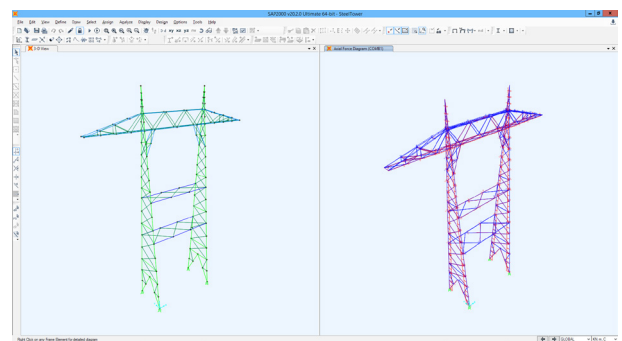 SAP2000 v20.2.0 Ultimate 64-bit - SteelTower
File Edit View Define Draw Select Assign Analyze Display Design Options Tools Help
3-D View
Axial Force Diagram (COMB1)
Right Click on any Frame Element for detailed diagram
GLOBAL
KN, m, C